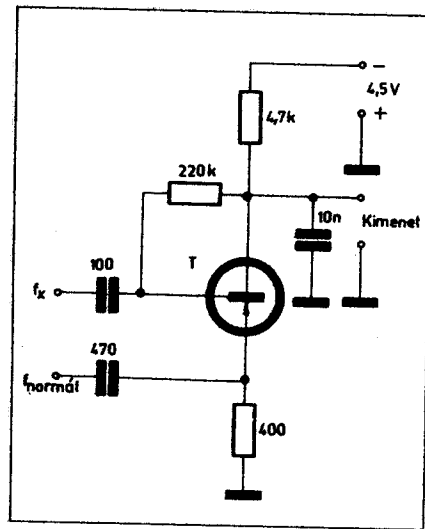 −
4,5V
+
4,7k
220k
10n
Kimenet
T
100
fx
470
fnormál
400